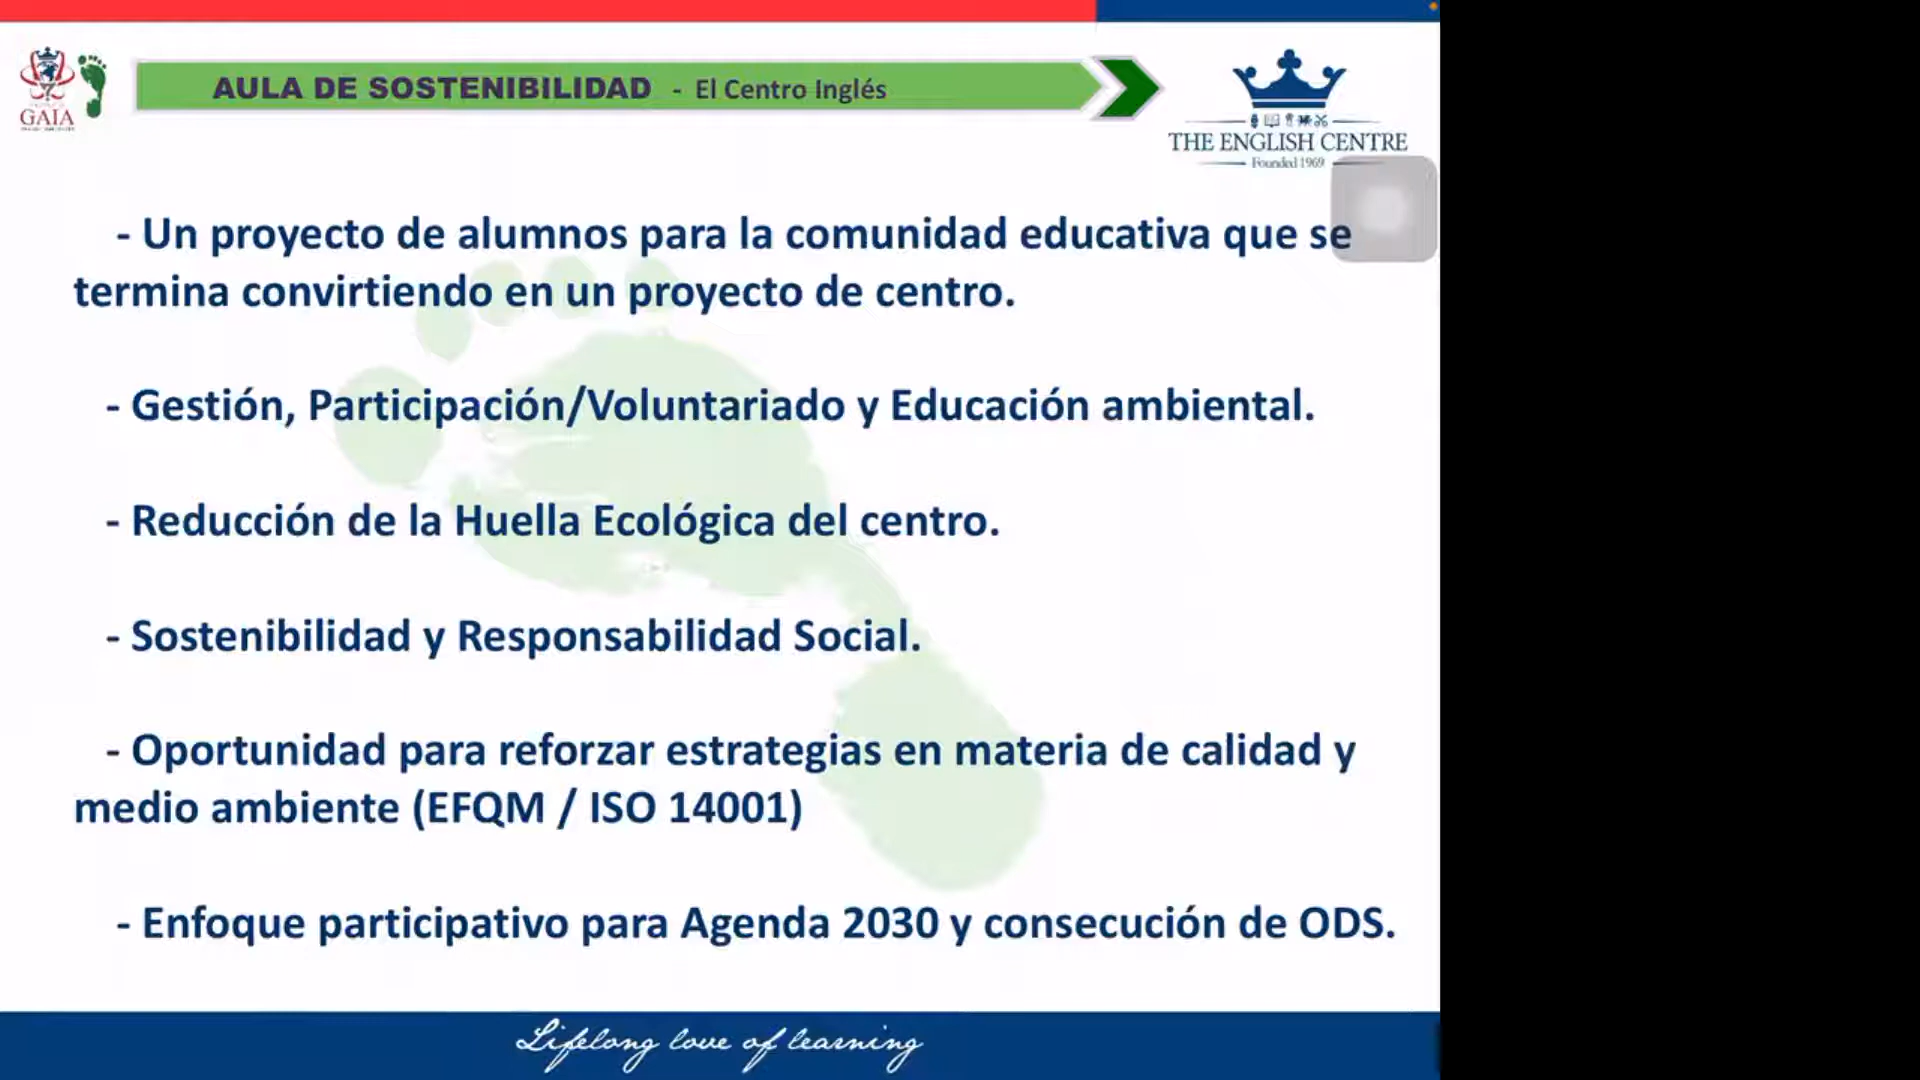 AULA DE SOSTENIBILIDAD - El Centro Inglés
GAIA
THE ENGLISH CENTRE
Founded 1969
- Un proyecto de alumnos para la comunidad educativa que se
termina convirtiendo en un proyecto de centro.
- Gestión, Participación/Voluntariado y Educación ambiental.
- Reducción de la Huella Ecológica del centro.
- Sostenibilidad y Responsabilidad Social.
- Oportunidad para reforzar estrategias en materia de calidad y
medio ambiente (EFQM / ISO 14001)
- Enfoque participativo para Agenda 2030 y consecución de ODS.
Lifelong love of learning